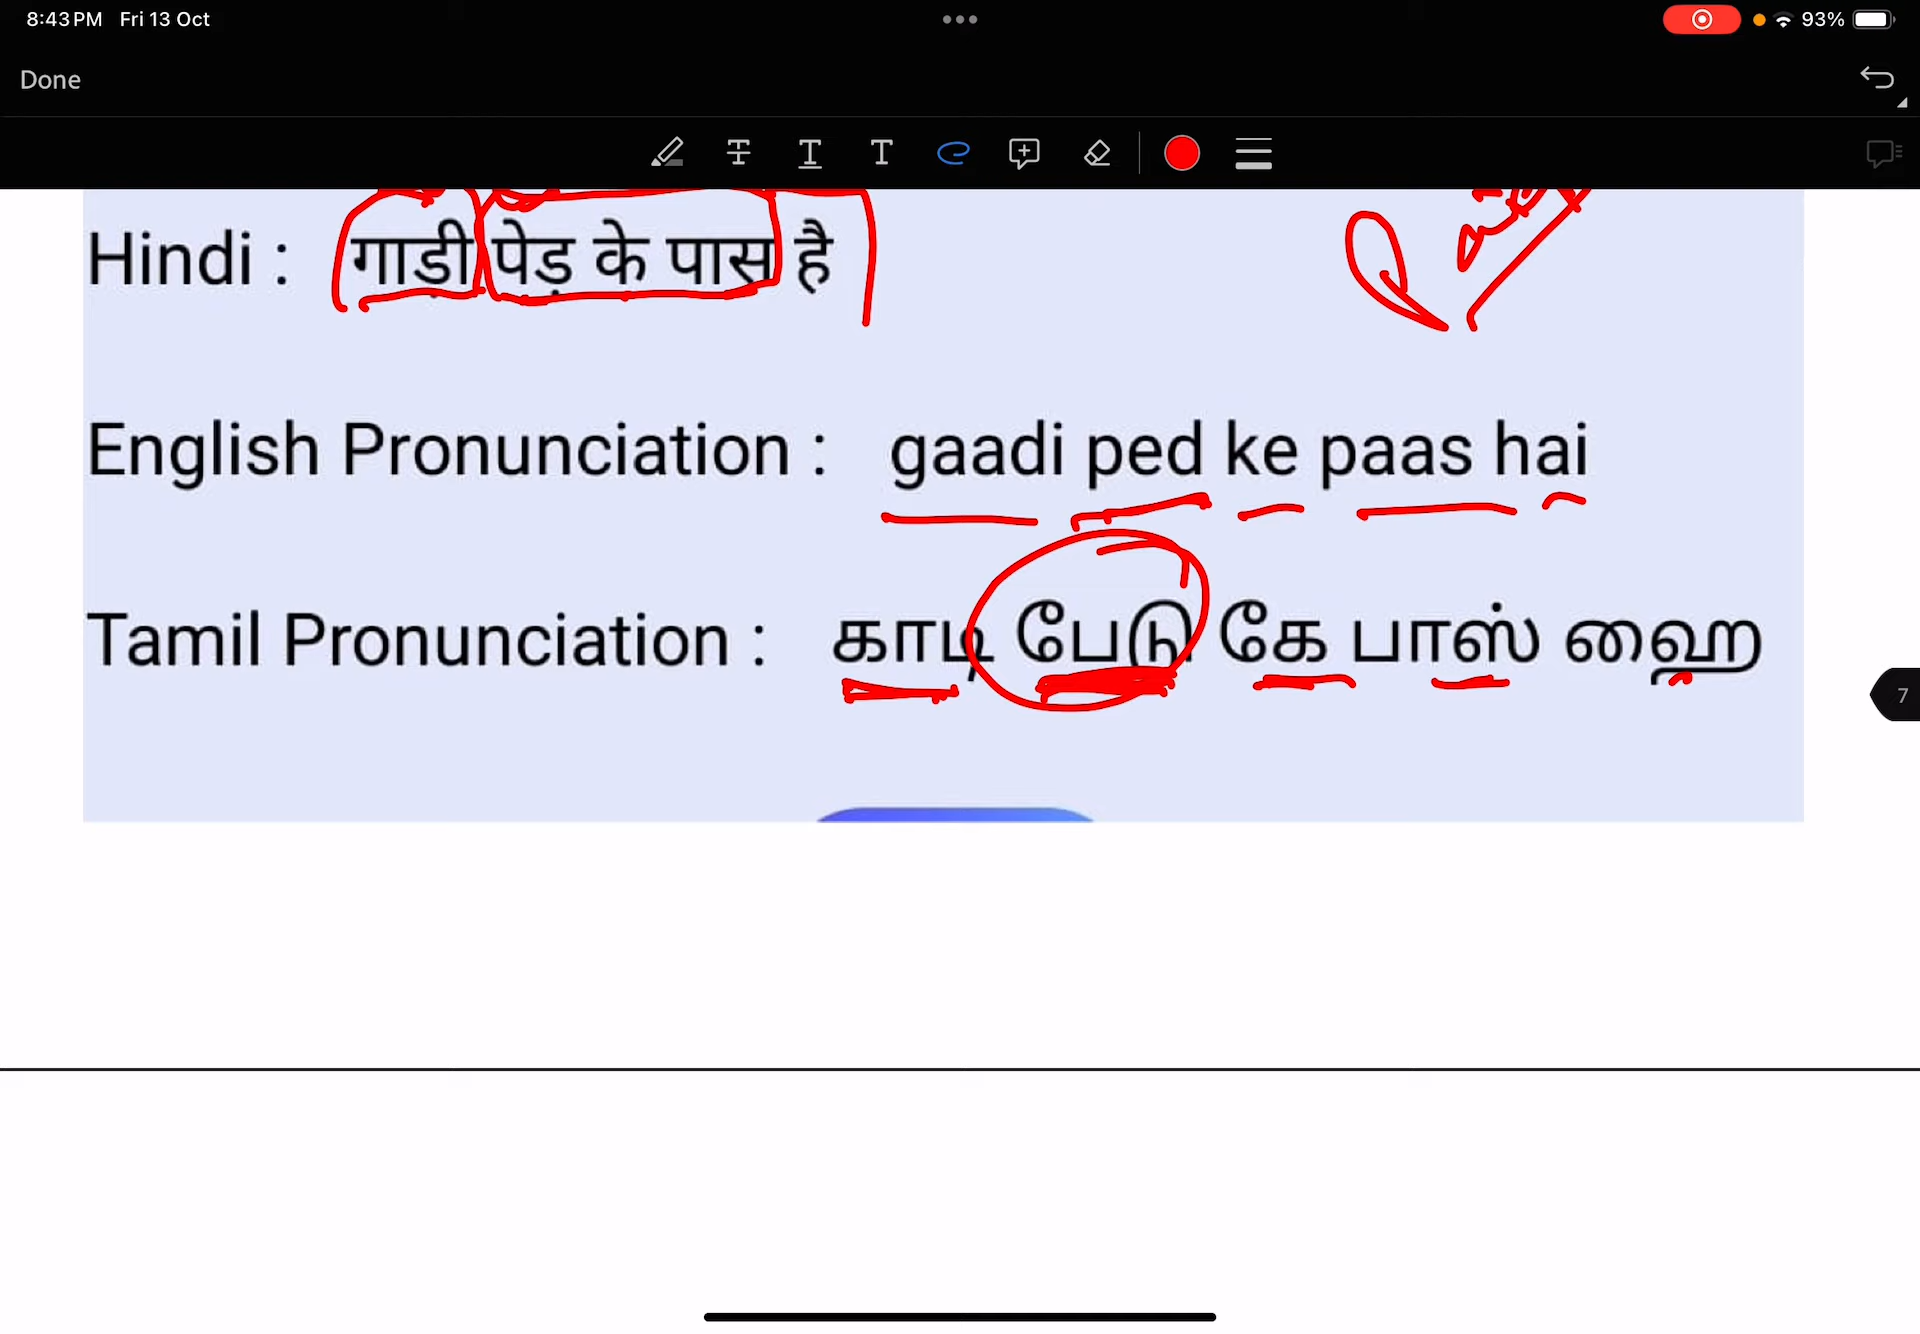 8:43 PM Fri 13 Oct
93%
Done
Hindi : गाड़ी पेड़ के पास है
English Pronunciation : gaadi ped ke paas hai
Tamil Pronunciation : காடி பேடு கே பாஸ் ஹை
7